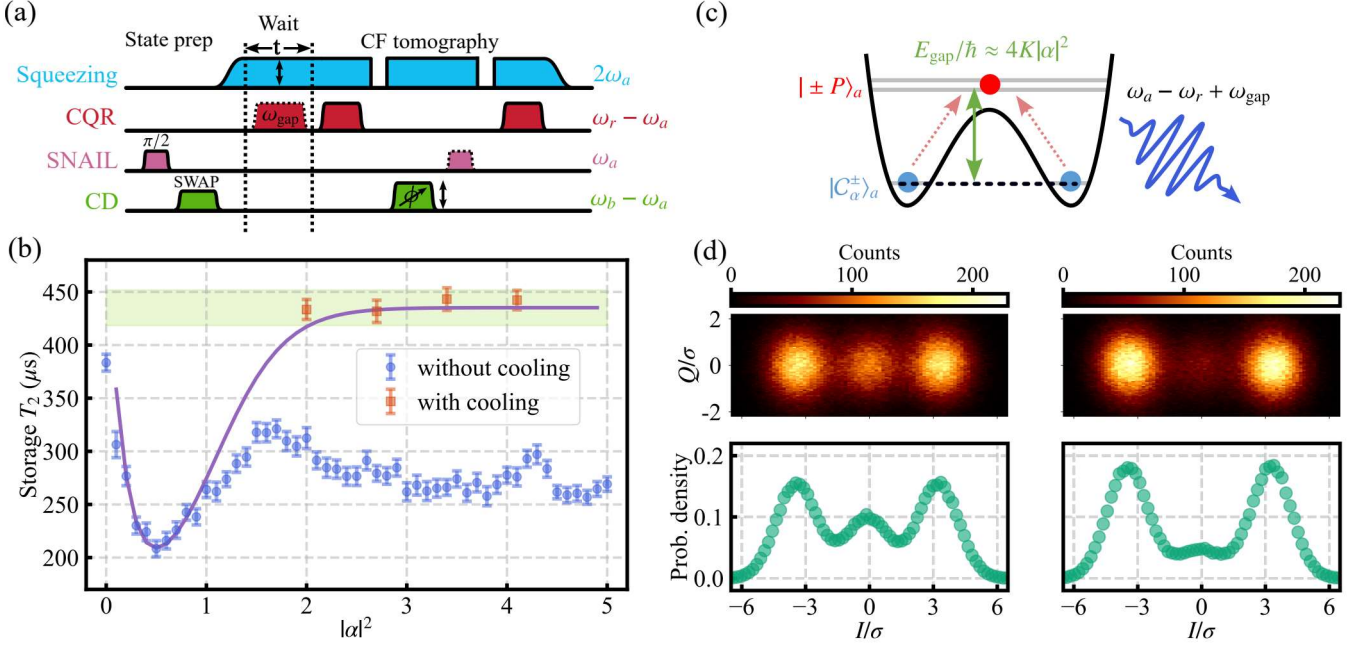 (a)
State prep
Wait
t
CF tomography
Squeezing
2ω_a
CQR
ω_gap
ω_r − ω_a
π/2
SNAIL
ω_a
SWAP
CD
ϕ
ω_b − ω_a
(b)
Storage T_2 (μs)
450
400
350
300
250
200
without cooling
with cooling
0 1 2 3 4 5
|α|^2
(c)
E_gap/ℏ ≈ 4K|α|^2
|± P⟩_a
ω_a − ω_r + ω_gap
|C_α^±⟩_a
(d)
Counts
0 100 200
Counts
0 100 200
Q/σ
2
0
-2
Prob. density
0.2
0.1
0.0
−6 −3 0 3 6
I/σ
−6 −3 0 3 6
I/σ